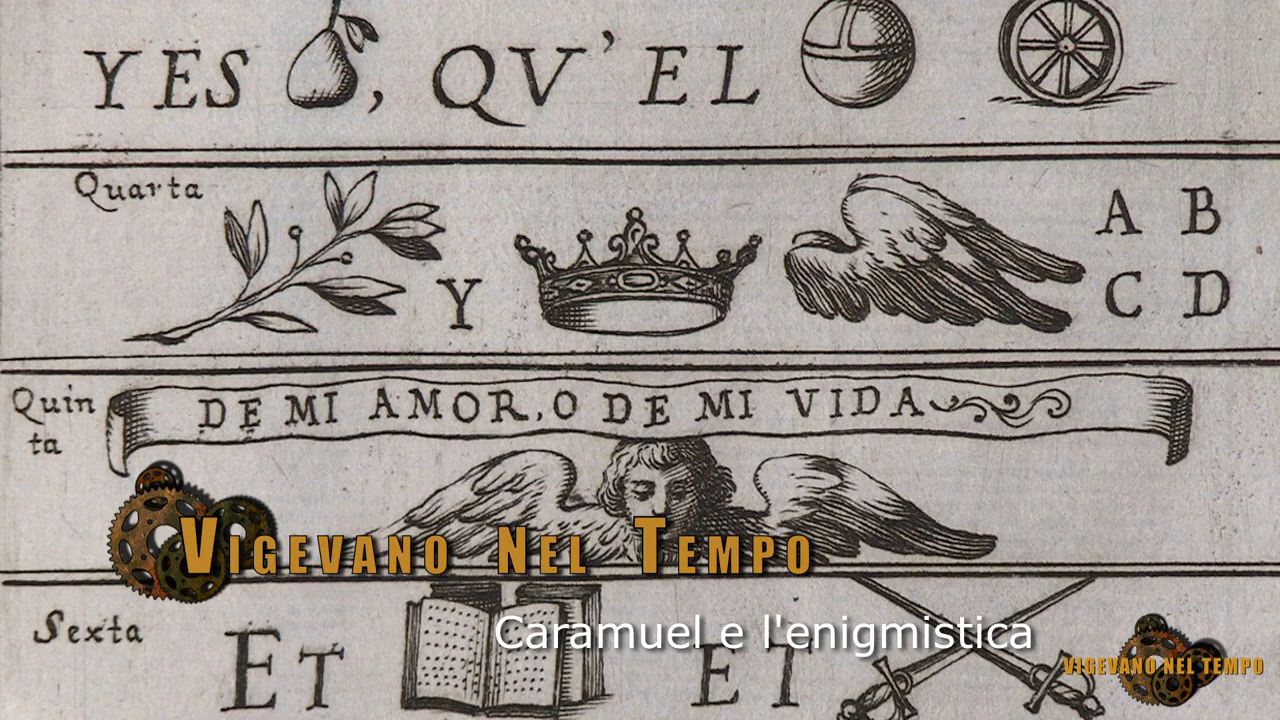 YES , QV'EL
Quarta
Y
A B
C D
Quin
ta
DE MI AMOR, O DE MI VIDA
VIGEVANO NEL TEMPO
Caramuel e l'enigmistica
Sexta
ET ET
VIGEVANO NEL TEMPO